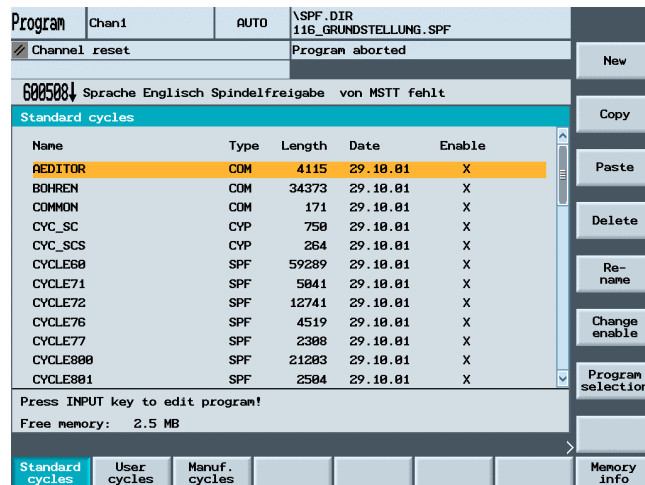 Program Chan1 AUTO \SPF.DIR
116_GRUNDSTELLUNG.SPF
Channel reset Program aborted
600508↓ Sprache Englisch Spindelfreigabe von MSTT fehlt
Standard cycles
Name Type Length Date Enable
AEDITOR COM 4115 29.10.01 X
BOHREN COM 34373 29.10.01 X
COMMON COM 171 29.10.01 X
CYC_SC CYP 750 29.10.01 X
CYC_SCS CYP 264 29.10.01 X
CYCLE60 SPF 59289 29.10.01 X
CYCLE71 SPF 5041 29.10.01 X
CYCLE72 SPF 12741 29.10.01 X
CYCLE76 SPF 4519 29.10.01 X
CYCLE77 SPF 2308 29.10.01 X
CYCLE800 SPF 21203 29.10.01 X
CYCLE801 SPF 2504 29.10.01 X
Press INPUT key to edit program!
Free memory: 2.5 MB
New
Copy
Paste
Delete
Re-
name
Change
enable
Program
selection
Standard
cycles
User
cycles
Manuf.
cycles
Memory
info